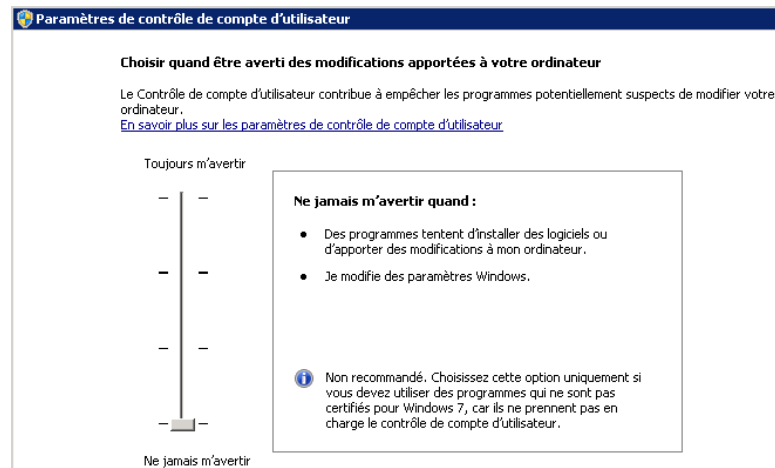 Paramètres de contrôle de compte d’utilisateur
Choisir quand être averti des modifications apportées à votre ordinateur
Le Contrôle de compte d’utilisateur contribue à empêcher les programmes potentiellement suspects de modifier votre
ordinateur.
En savoir plus sur les paramètres de contrôle de compte d’utilisateur
Toujours m’avertir
Ne jamais m’avertir quand :
• Des programmes tentent d’installer des logiciels ou
d’apporter des modifications à mon ordinateur.
• Je modifie des paramètres Windows.
Non recommandé. Choisissez cette option uniquement si
vous devez utiliser des programmes qui ne sont pas
certifiés pour Windows 7, car ils ne prennent pas en
charge le contrôle de compte d’utilisateur.
Ne jamais m’avertir